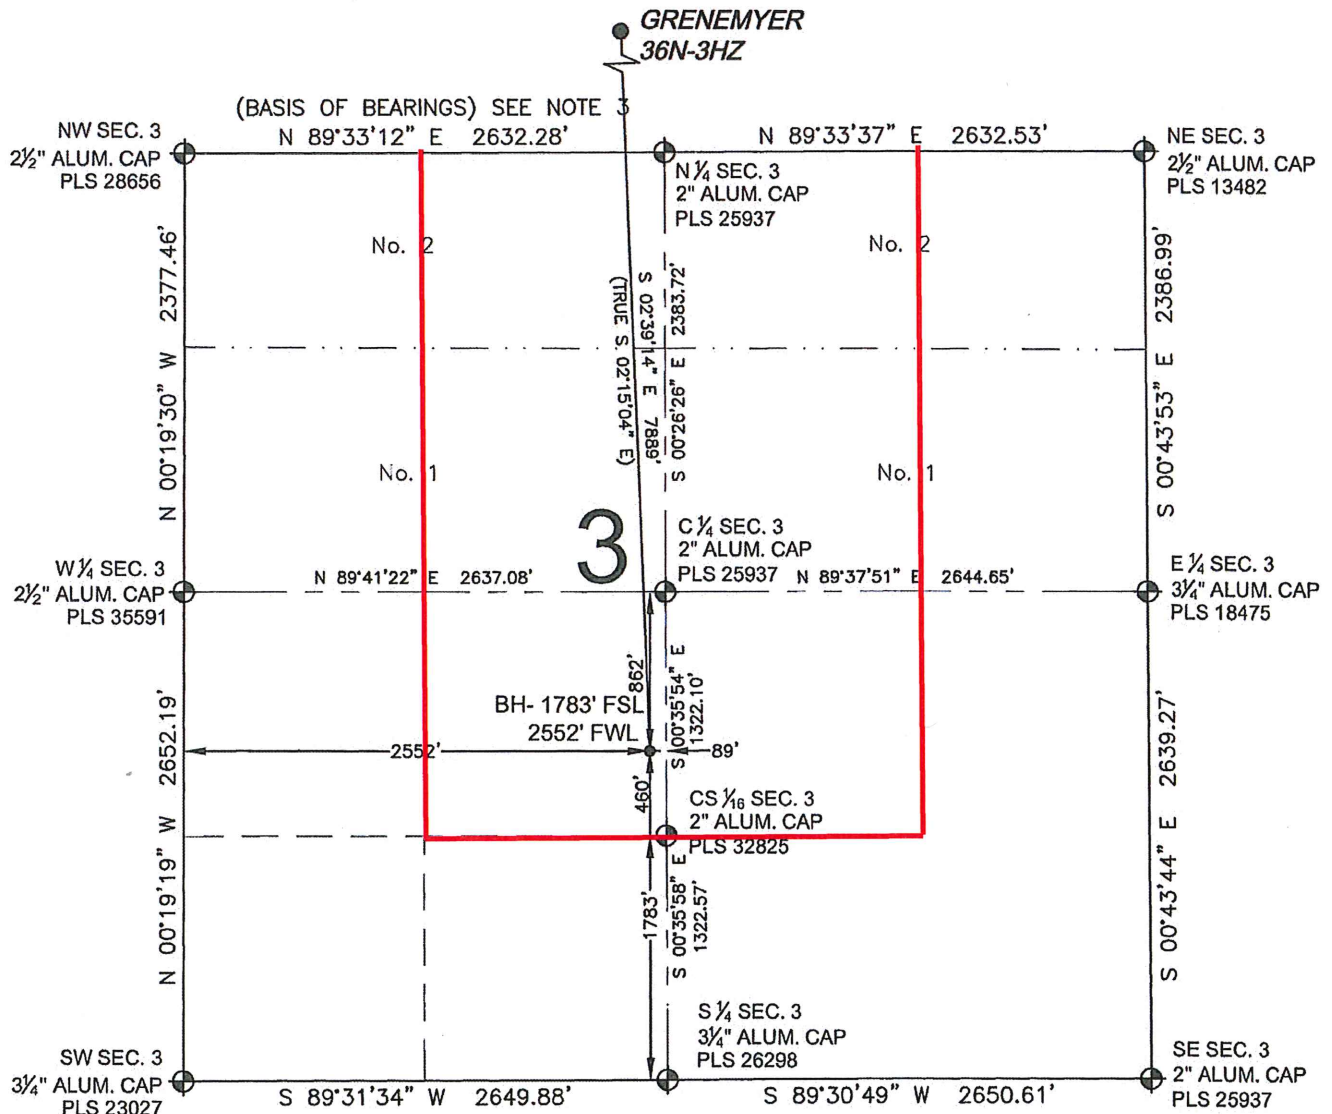 GRENEMYER
36N-3HZ
(BASIS OF BEARINGS) SEE NOTE 3
N 89°33'12" E 2632.28'
N 89°33'37" E 2632.53'
NW SEC. 3
2½" ALUM. CAP
PLS 28656
N ¼ SEC. 3
2" ALUM. CAP
PLS 25937
NE SEC. 3
2½" ALUM. CAP
PLS 13482
No. 2
No. 2
N 00°19'30" W 2377.46'
(TRUE S 02°15'04" E)
S 02°39'14" E 7889'
S 00°26'26" E 2383.72'
S 00°43'53" E 2386.99'
No. 1
No. 1
3
C ¼ SEC. 3
2" ALUM. CAP
PLS 25937
W ¼ SEC. 3
2½" ALUM. CAP
PLS 35591
N 89°41'22" E 2637.08'
N 89°37'51" E 2644.65'
E ¼ SEC. 3
3¼" ALUM. CAP
PLS 18475
862'
S 00°35'54" E
1322.10'
BH- 1783' FSL
2552' FWL
2552'
89'
460'
N 00°19'19" W 2652.19'
S 00°43'44" E 2639.27'
CS 1⁄16 SEC. 3
2" ALUM. CAP
PLS 32825
1783'
S 00°35'58" E
1322.57'
S ¼ SEC. 3
3¼" ALUM. CAP
PLS 26298
SW SEC. 3
3¼" ALUM. CAP
PLS 23027
S 89°31'34" W 2649.88'
S 89°30'49" W 2650.61'
SE SEC. 3
2" ALUM. CAP
PLS 25937